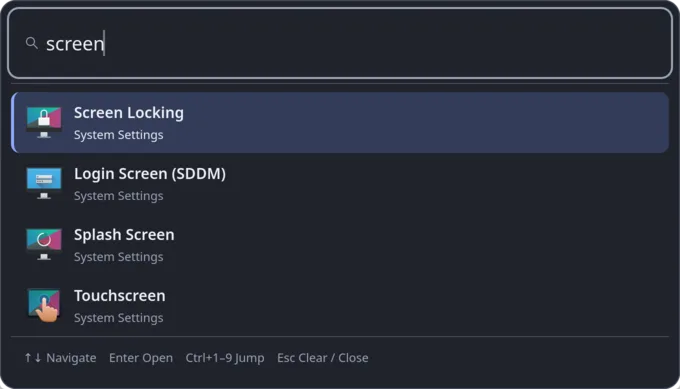 screen
Screen Locking
System Settings
Login Screen (SDDM)
System Settings
Splash Screen
System Settings
Touchscreen
System Settings
↑↓ Navigate Enter Open Ctrl+1–9 Jump Esc Clear / Close